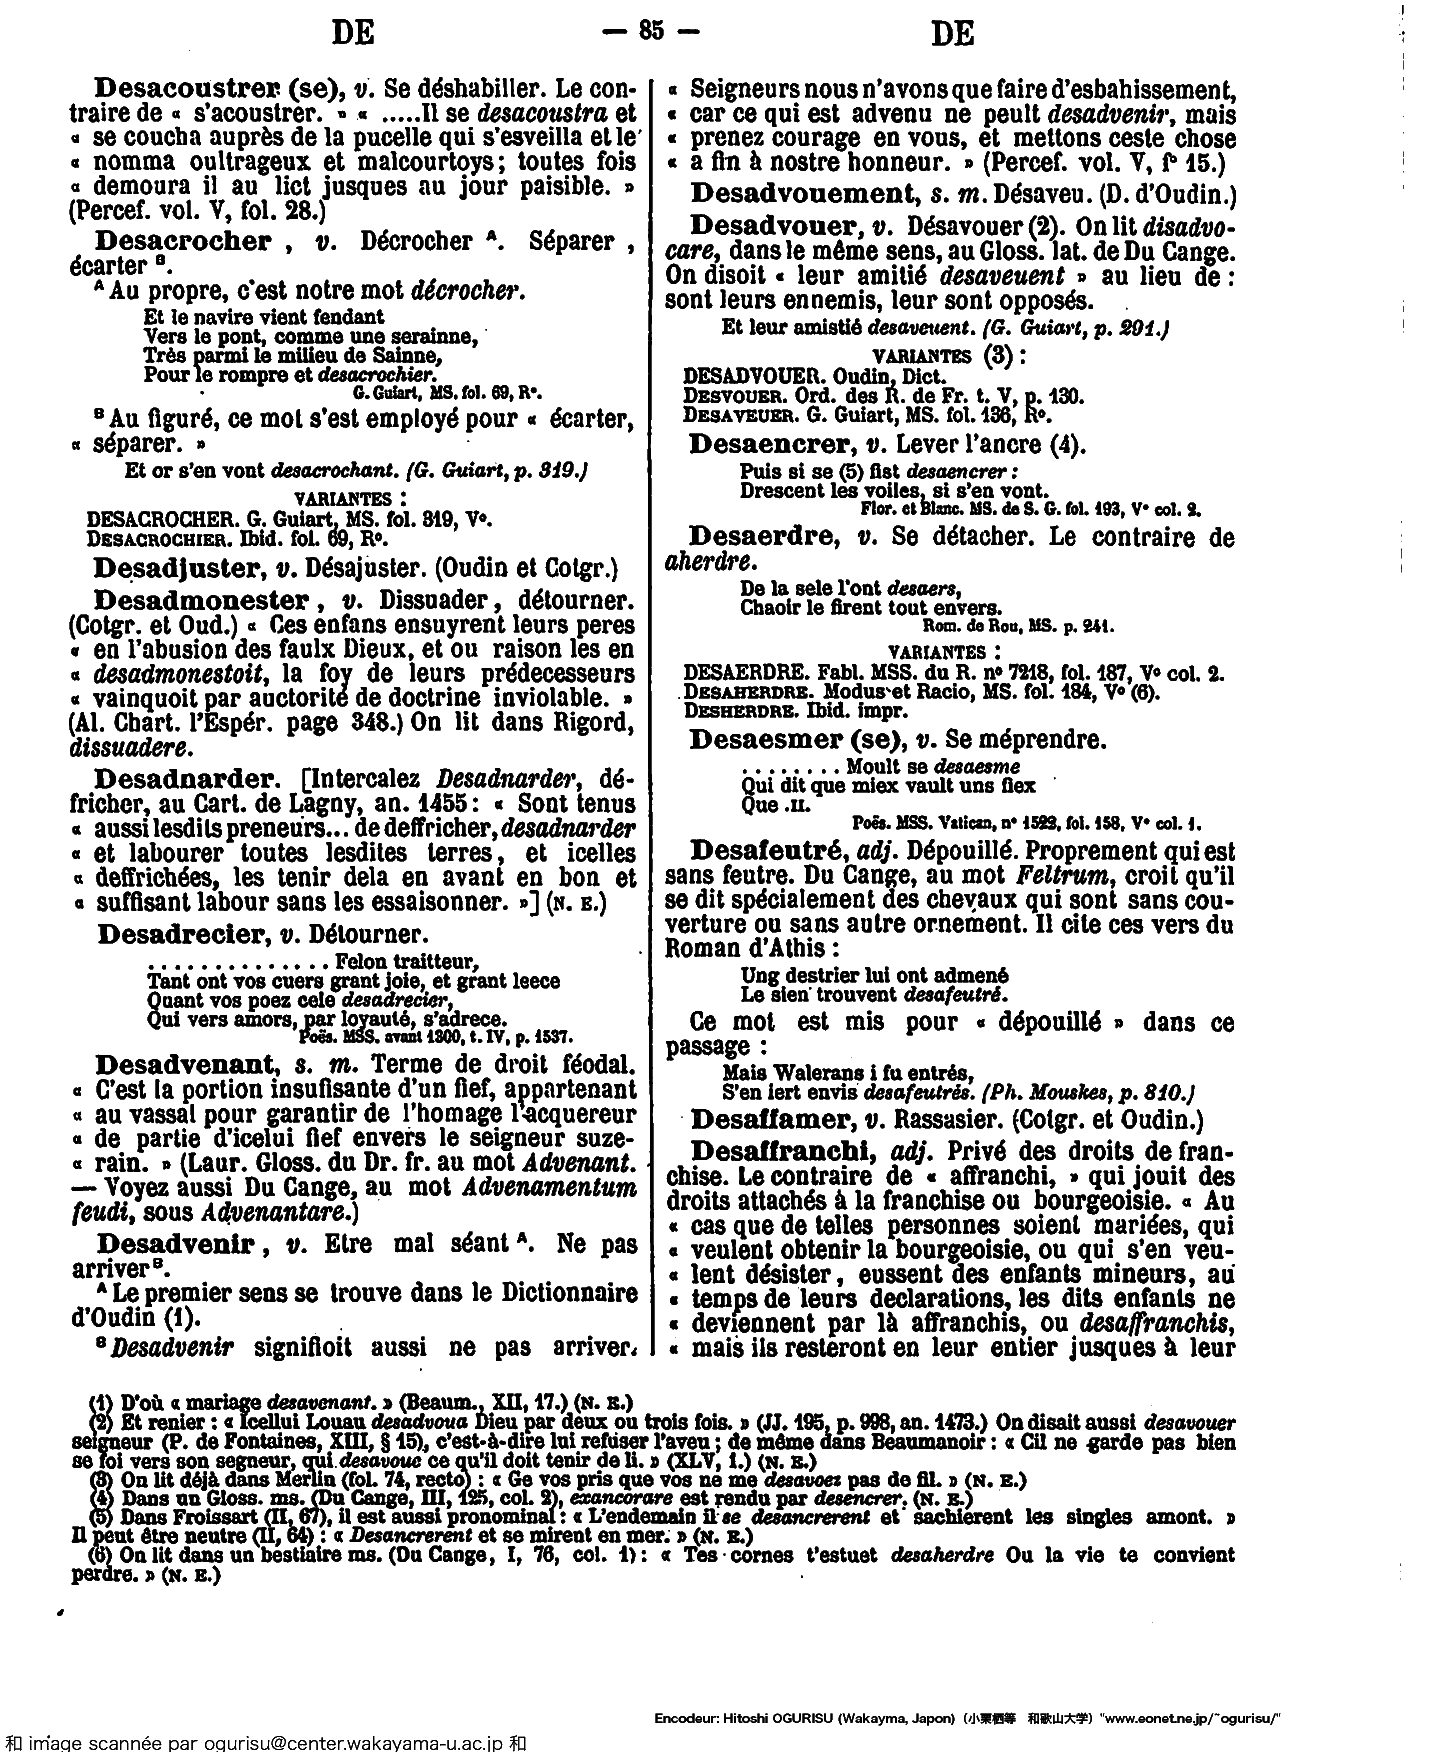 DE — 85 — DE
Desacoustrer (se), v. Se déshabiller. Le con-
traire de « s'acoustrer. » « .....Il se desacoustra et
« se coucha auprès de la pucelle qui s'esveilla et le
« nomma oultrageux et malcourtoys; toutes fois
« demoura il au lict jusques au jour paisible. »
(Percef. vol. V, fol. 28.)
Desacrocher, v. Décrocher A. Séparer,
écarter B.
A Au propre, c'est notre mot décrocher.
Et le navire vient fendant
Vers le pont, comme une serainne,
Très parmi le milieu de Sainne,
Pour le rompre et desacrochier.
G. Guiart, MS. fol. 69, Rº.
B Au figuré, ce mot s'est employé pour « écarter,
« séparer. »
Et or s'en vont desacrochant. (G. Guiart, p. 319.)
VARIANTES :
DESACROCHER. G. Guiart, MS. fol. 319, Vº.
DESACROCHIER. Ibid. fol. 69, Rº.
Desadjuster, v. Désajuster. (Oudin et Cotgr.)
Desadmonester, v. Dissuader, détourner.
(Cotgr. et Oud.) « Ces enfans ensuyrent leurs peres
« en l'abusion des faulx Dieux, et ou raison les en
« desadmonestoit, la foy de leurs prédecesseurs
« vainquoit par auctorité de doctrine inviolable. »
(Al. Chart. l'Espér. page 348.) On lit dans Rigord,
dissuadere.
Desadnarder. [Intercalez Desadnarder, dé-
fricher, au Cart. de Lagny, an. 1455 : « Sont tenus
« aussi lesdits preneurs... de deffricher, desadnarder
« et labourer toutes lesdites terres, et icelles
« deffrichées, les tenir dela en avant en bon et
« suffisant labour sans les essaisonner. »] (N. E.)
Desadrecier, v. Détourner.
. . . . . . . . . . . . . . Felon traitteur,
Tant ont vos cuers grant joie, et grant leece
Quant vos poez cele desadrecier,
Qui vers amors, par loyauté, s'adrece.
Poës. MSS. avant 1300, t. IV, p. 1537.
Desadvenant, s. m. Terme de droit féodal.
« C'est la portion insufisante d'un fief, appartenant
« au vassal pour garantir de l'homage l'acquereur
« de partie d'icelui fief envers le seigneur suze-
« rain. » (Laur. Gloss. du Dr. fr. au mot Advenant.
— Voyez aussi Du Cange, au mot Advenamentum
feudi, sous Advenantare.)
Desadvenir, v. Etre mal séant A. Ne pas
arriver B.
A Le premier sens se trouve dans le Dictionnaire
d'Oudin (1).
B Desadvenir signifioit aussi ne pas arriver.
« Seigneurs nous n'avons que faire d'esbahissement,
« car ce qui est advenu ne peult desadvenir, mais
« prenez courage en vous, et mettons ceste chose
« a fin à nostre honneur. » (Percef. vol. V, fº 15.)
Desadvouement, s. m. Désaveu. (D. d'Oudin.)
Desadvouer, v. Désavouer (2). On lit disadvo-
care, dans le même sens, au Gloss. lat. de Du Cange.
On disoit « leur amitié desaveuent » au lieu de :
sont leurs ennemis, leur sont opposés.
Et leur amistié desaveuent. (G. Guiart, p. 291.)
VARIANTES (3) :
DESADVOUER. Oudin, Dict.
DESVOUER. Ord. des R. de Fr. t. V, p. 130.
DESAVEUER. G. Guiart, MS. fol. 136, Rº.
Desaencrer, v. Lever l'ancre (4).
Puis si se (5) fist desaencrer :
Drescent les voiles, si s'en vont.
Flor. et Blanc. MS. de S. G. fol. 193, Vº col. 2.
Desaerdre, v. Se détacher. Le contraire de
aherdre.
De la sele l'ont desaers,
Chaoir le firent tout envers.
Rom. de Rou, MS. p. 241.
VARIANTES :
DESAERDRE. Fabl. MSS. du R. nº 7218, fol. 187, Vº col. 2.
DESAHERDRE. Modus et Racio, MS. fol. 184, Vº (6).
DESHERDRE. Ibid. impr.
Desaesmer (se), v. Se méprendre.
. . . . . . . . Moult se desaesme
Qui dit que miex vault uns fiex
Que .II.
Poës. MSS. Vatican, nº 1522, fol. 158, Vº col. 1.
Desafeutré, adj. Dépouillé. Proprement qui est
sans feutre. Du Cange, au mot Feltrum, croit qu'il
se dit spécialement des chevaux qui sont sans cou-
verture ou sans autre ornement. Il cite ces vers du
Roman d'Athis :
Ung destrier lui ont admené
Le sien trouvent desafeutré.
Ce mot est mis pour « dépouillé » dans ce
passage :
Mais Walerans i fu entrés,
S'en iert envis desafeutrés. (Ph. Mouskes, p. 810.)
Desaffamer, v. Rassasier. (Cotgr. et Oudin.)
Desaffranchi, adj. Privé des droits de fran-
chise. Le contraire de « affranchi, » qui jouit des
droits attachés à la franchise ou bourgeoisie. « Au
« cas que de telles personnes soient mariées, qui
« veulent obtenir la bourgeoisie, ou qui s'en veu-
« lent désister, eussent des enfants mineurs, au
« temps de leurs declarations, les dits enfants ne
« deviennent par là affranchis, ou desaffranchis,
« mais ils resteront en leur entier jusques à leur
(1) D'où « mariage desavenant. » (Beaum., XII, 17.) (N. E.)
(2) Et renier : « Icellui Louau desadvoua Dieu par deux ou trois fois. » (JJ. 195, p. 998, an. 1473.) On disait aussi desavouer
seigneur (P. de Fontaines, XIII, § 15), c'est-à-dire lui refuser l'aveu ; de même dans Beaumanoir : « Cil ne garde pas bien
se foi vers son segneur, qui desavouc ce qu'il doit tenir de li. » (XLV, 1.) (N. E.)
(3) On lit déjà dans Merlin (fol. 74, recto) : « Ge vos pris que vos ne me desavoez pas de fil. » (N. E.)
(4) Dans un Gloss. ms. (Du Cange, III, 125, col. 2), exancorare est rendu par desencrer. (N. E.)
(5) Dans Froissart (II, 67), il est aussi pronominal : « L'endemain il se desancrerent et sachierent les singles amont. »
Il peut être neutre (II, 64) : « Desancrerent et se mirent en mer. » (N. E.)
(6) On lit dans un bestiaire ms. (Du Cange, I, 76, col. 1) : « Tes cornes t'estuet desaherdre Ou la vie te convient
perdre. » (N. E.)
Encodeur: Hitoshi OGURISU (Wakayma, Japon) (小栗栖等 和歌山大学) "www.eonet.ne.jp/~ogurisu/"
和 image scannée par ogurisu@center.wakayama-u.ac.jp 和